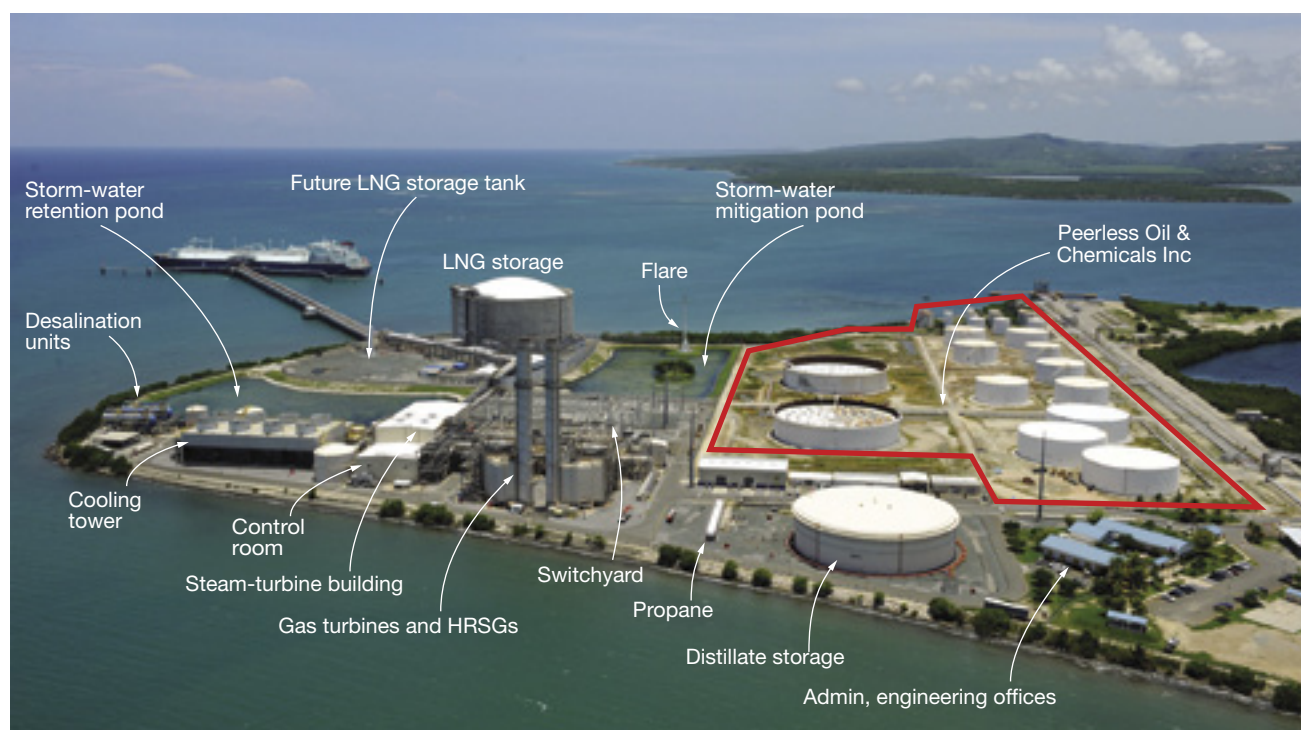 Storm-water
retention pond
Future LNG storage tank
Storm-water
mitigation pond
Peerless Oil &
Chemicals Inc
LNG storage
Flare
Desalination
units
Cooling
tower
Control
room
Steam-turbine building
Switchyard
Gas turbines and HRSGs
Propane
Distillate storage
Admin, engineering offices